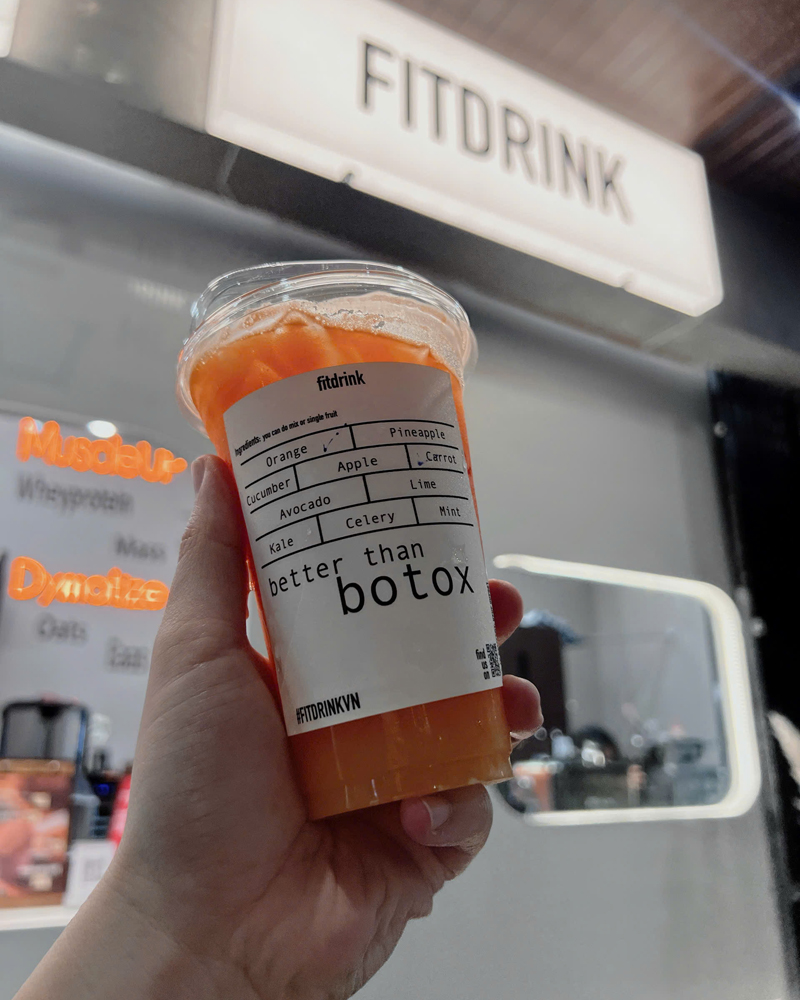 FITDRINK
fitdrink
Ingredients: you can do mix or single fruit
Orange Pineapple
Cucumber Apple Carrot
Avocado Lime
Kale Celery Mint
better than
botox
find
us
on
#FITDRINKVN
Wheyprotein
Mass
Dymatize
Oats